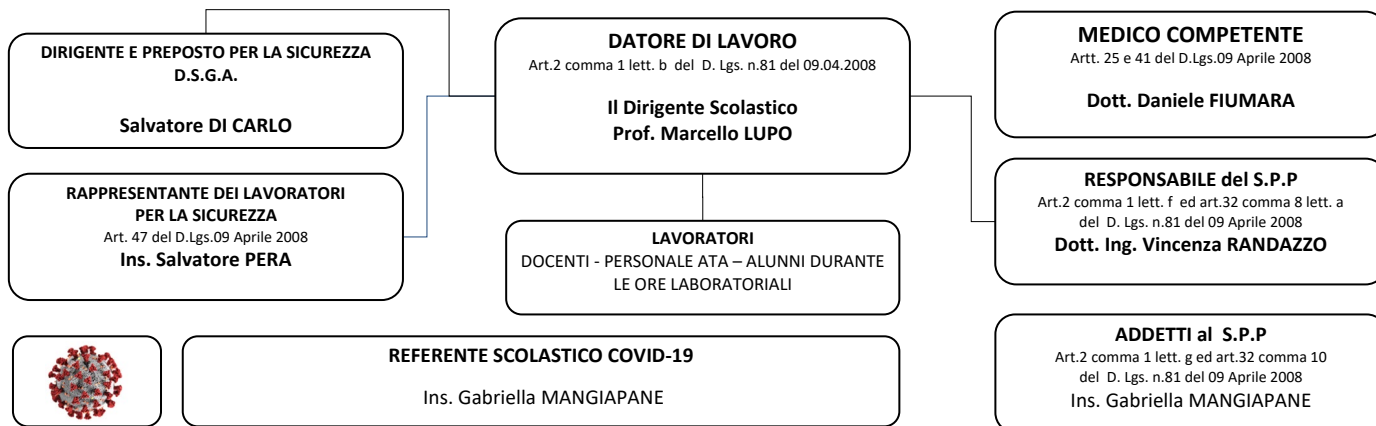 DIRIGENTE E PREPOSTO PER LA SICUREZZA
D.S.G.A.
Salvatore DI CARLO
DATORE DI LAVORO
Art.2 comma 1 lett. b del D. Lgs. n.81 del 09.04.2008
Il Dirigente Scolastico
Prof. Marcello LUPO
MEDICO COMPETENTE
Artt. 25 e 41 del D.Lgs.09 Aprile 2008
Dott. Daniele FIUMARA
RAPPRESENTANTE DEI LAVORATORI
PER LA SICUREZZA
Art. 47 del D.Lgs.09 Aprile 2008
Ins. Salvatore PERA
LAVORATORI
DOCENTI - PERSONALE ATA – ALUNNI DURANTE
LE ORE LABORATORIALI
RESPONSABILE del S.P.P
Art.2 comma 1 lett. f ed art.32 comma 8 lett. a
del D. Lgs. n.81 del 09 Aprile 2008
Dott. Ing. Vincenza RANDAZZO
REFERENTE SCOLASTICO COVID-19
Ins. Gabriella MANGIAPANE
ADDETTI al S.P.P
Art.2 comma 1 lett. g ed art.32 comma 10
del D. Lgs. n.81 del 09 Aprile 2008
Ins. Gabriella MANGIAPANE